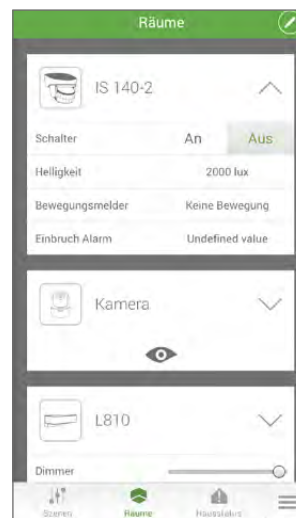 Räume
IS 140-2
Schalter An Aus
Helligkeit 2000 lux
Bewegungsmelder Keine Bewegung
Einbruch Alarm Undefined value
Kamera
L810
Dimmer
Szenen Räume Hausstatus